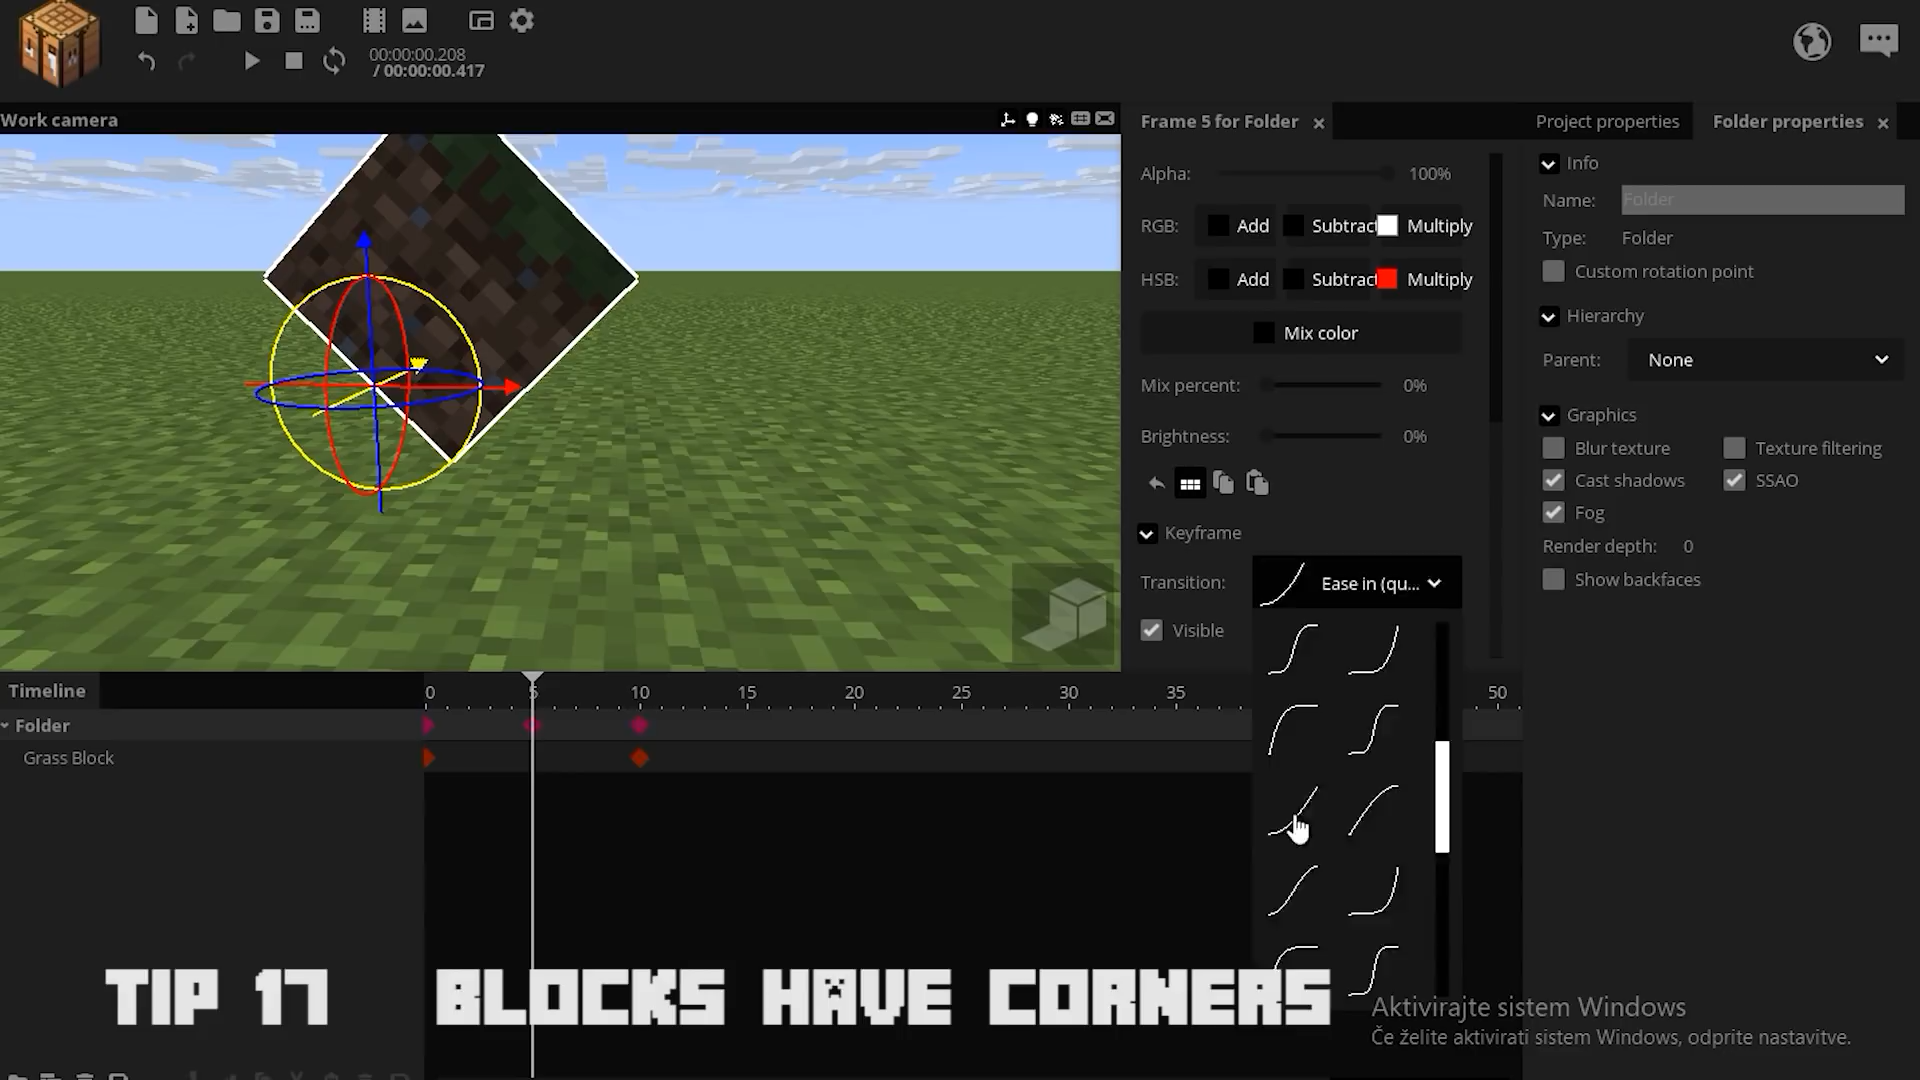 00:00:00.208
/ 00:00:00.417
Work camera
Frame 5 for Folder
Project properties
Folder properties
Alpha: 100%
RGB: Add Subtract Multiply
HSB: Add Subtract Multiply
Mix color
Mix percent: 0%
Brightness: 0%
Keyframe
Transition: Ease in (qu...
Visible
Info
Name: Folder
Type: Folder
Custom rotation point
Hierarchy
Parent: None
Graphics
Blur texture Texture filtering
Cast shadows SSAO
Fog
Render depth: 0
Show backfaces
Timeline 0 5 10 15 20 25 30 35 50
Folder
Grass Block
TIP 17 BLOCKS HAVE CORNERS
Aktivirajte sistem Windows
Če želite aktivirati sistem Windows, odprite nastavitve.